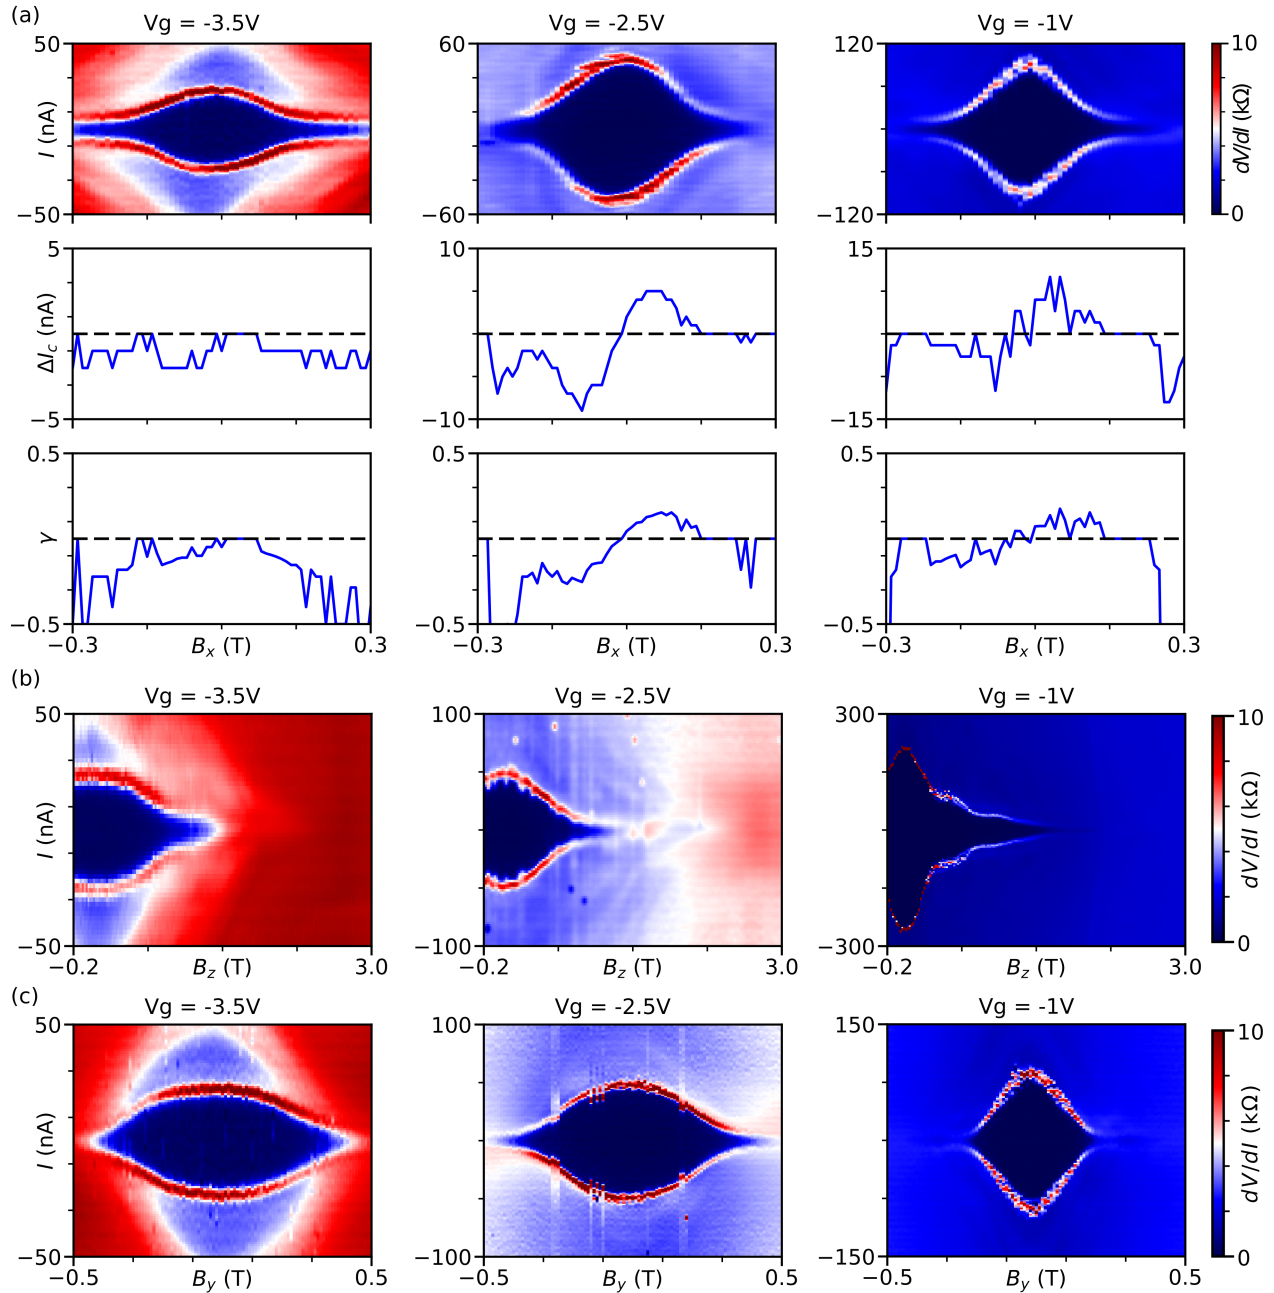 (a)
Vg = -3.5V
Vg = -2.5V
Vg = -1V
50
−50
I (nA)
60
−60
120
−120
10
0
dV/dI (kΩ)
5
−5
ΔIc (nA)
10
−10
15
−15
0.5
−0.5
γ
−0.3
Bx (T)
0.3
0.5
−0.5
−0.3
Bx (T)
0.3
0.5
−0.5
−0.3
Bx (T)
0.3
(b)
Vg = -3.5V
Vg = -2.5V
Vg = -1V
50
−50
I (nA)
−0.2
Bz (T)
3.0
100
−100
−0.2
Bz (T)
3.0
300
−300
−0.2
Bz (T)
3.0
10
0
dV/dI (kΩ)
(c)
Vg = -3.5V
Vg = -2.5V
Vg = -1V
50
−50
I (nA)
−0.5
By (T)
0.5
100
−100
−0.5
By (T)
0.5
150
−150
−0.5
By (T)
0.5
10
0
dV/dI (kΩ)